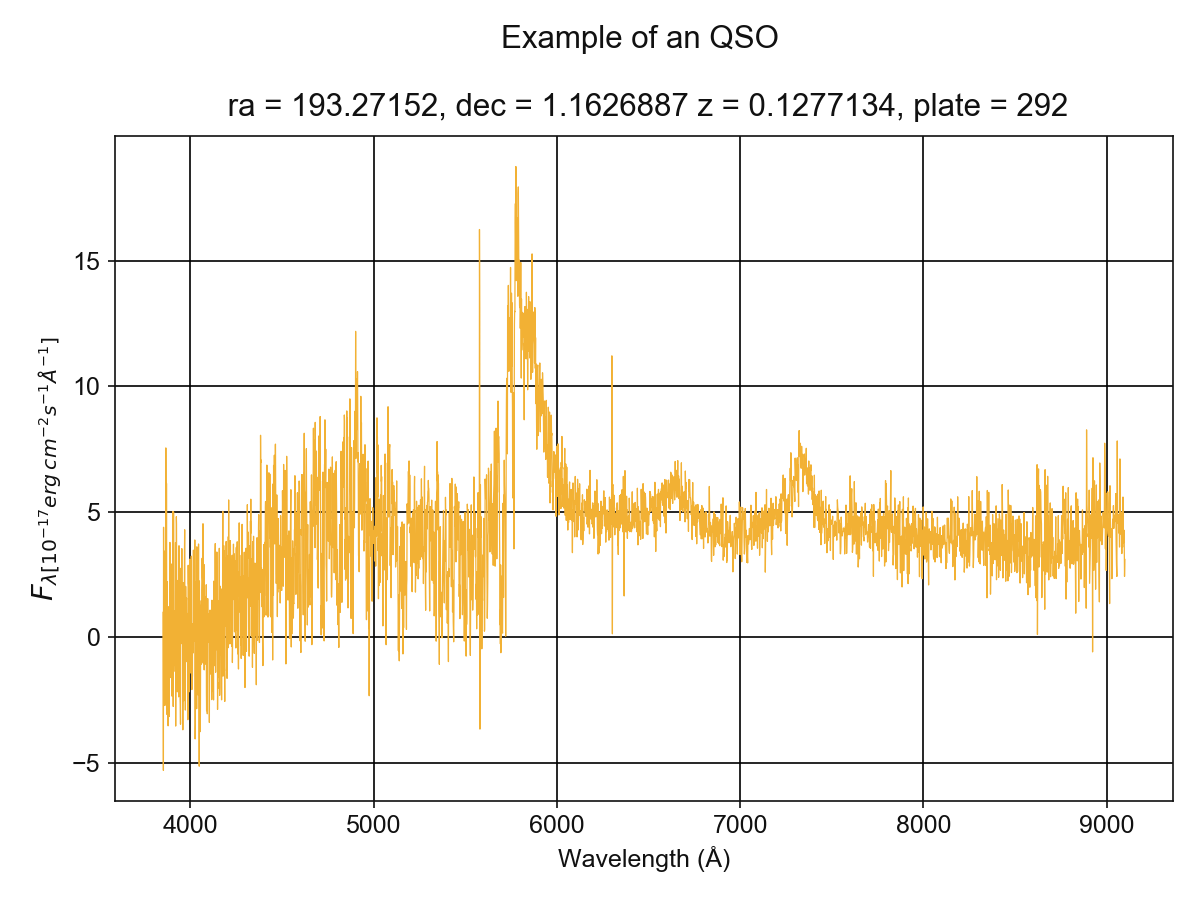 Example of an QSO
ra = 193.27152, dec = 1.1626887 z = 0.1277134, plate = 292
15
10
5
0
−5
F_{λ[10^{−17} erg cm^{−2} s^{−1} Å^{−1}]}
4000 5000 6000 7000 8000 9000
Wavelength (Å)